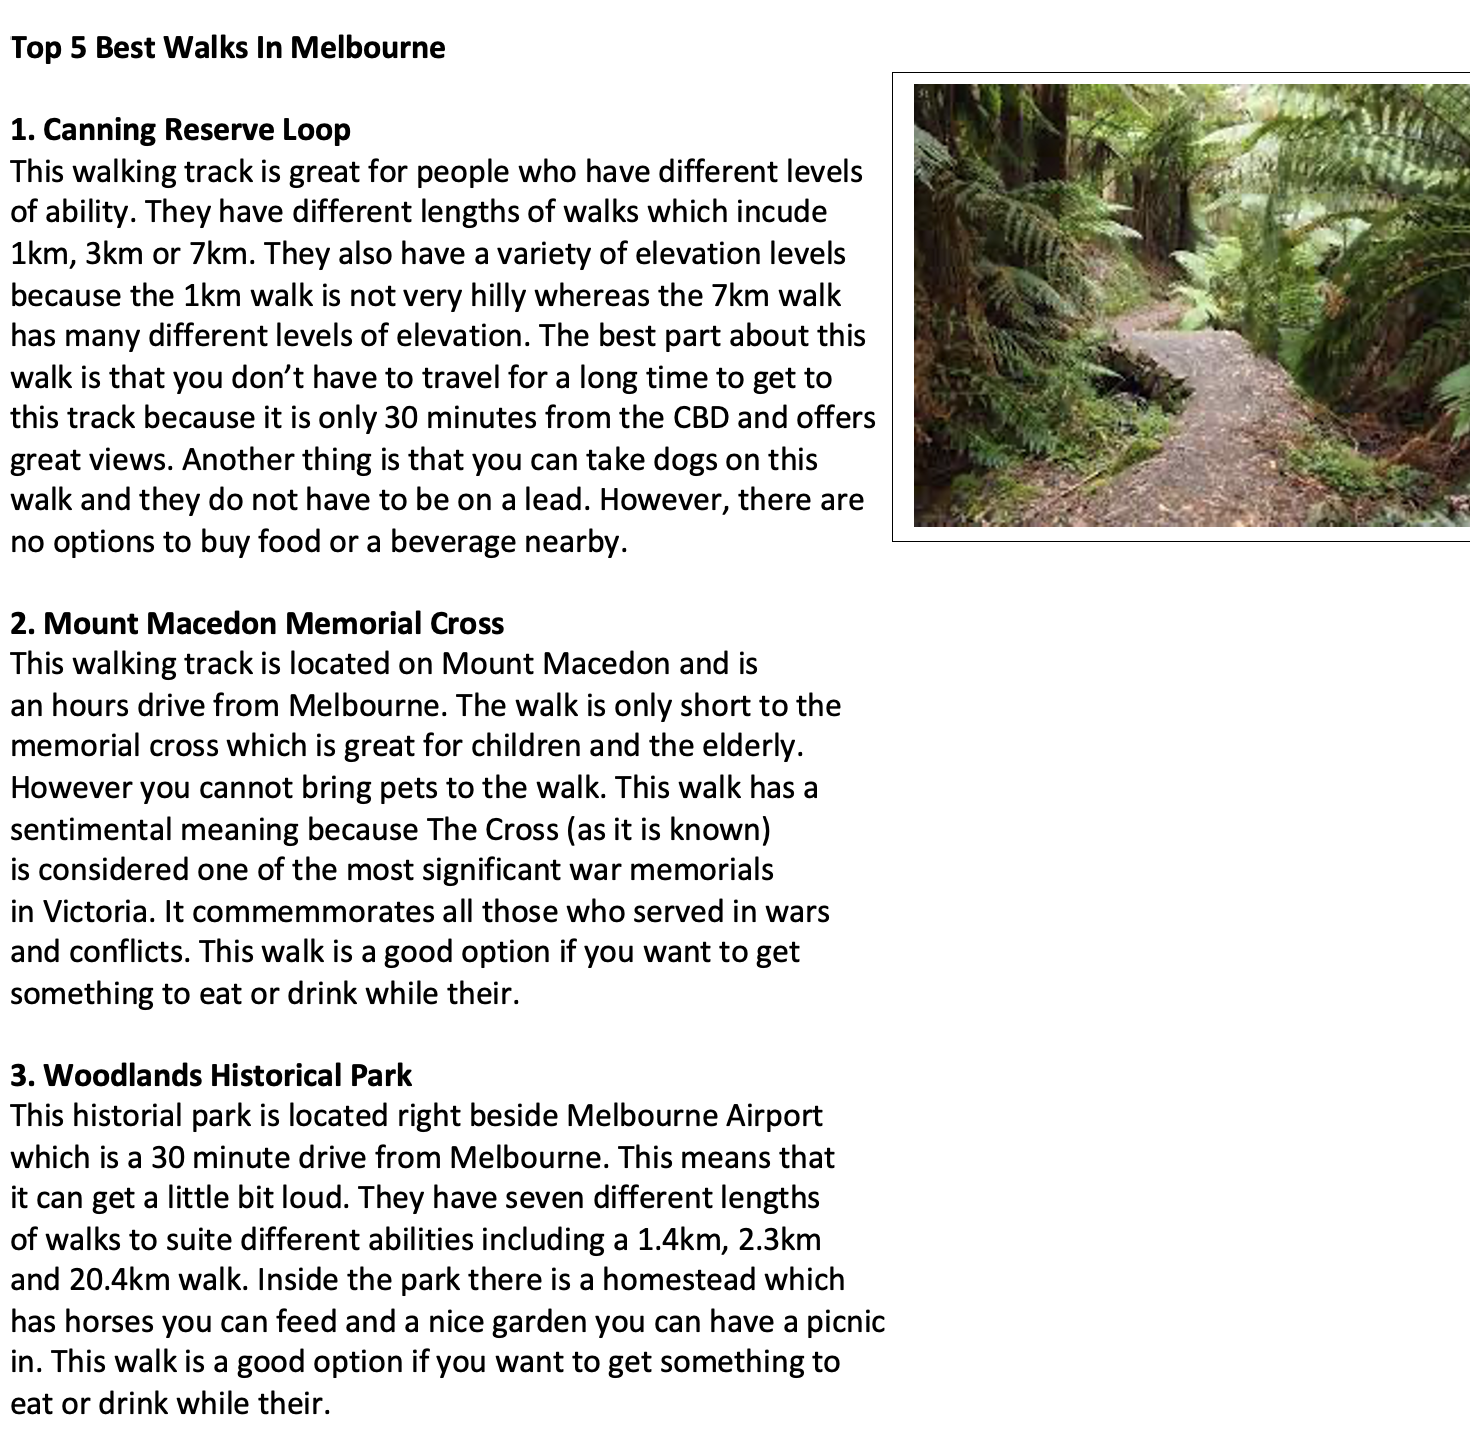 Top 5 Best Walks In Melbourne
1. Canning Reserve Loop
This walking track is great for people who have different levels
of ability. They have different lengths of walks which incude
1km, 3km or 7km. They also have a variety of elevation levels
because the 1km walk is not very hilly whereas the 7km walk
has many different levels of elevation. The best part about this
walk is that you don’t have to travel for a long time to get to
this track because it is only 30 minutes from the CBD and offers
great views. Another thing is that you can take dogs on this
walk and they do not have to be on a lead. However, there are
no options to buy food or a beverage nearby.
2. Mount Macedon Memorial Cross
This walking track is located on Mount Macedon and is
an hours drive from Melbourne. The walk is only short to the
memorial cross which is great for children and the elderly.
However you cannot bring pets to the walk. This walk has a
sentimental meaning because The Cross (as it is known)
is considered one of the most significant war memorials
in Victoria. It commemmorates all those who served in wars
and conflicts. This walk is a good option if you want to get
something to eat or drink while their.
3. Woodlands Historical Park
This historial park is located right beside Melbourne Airport
which is a 30 minute drive from Melbourne. This means that
it can get a little bit loud. They have seven different lengths
of walks to suite different abilities including a 1.4km, 2.3km
and 20.4km walk. Inside the park there is a homestead which
has horses you can feed and a nice garden you can have a picnic
in. This walk is a good option if you want to get something to
eat or drink while their.